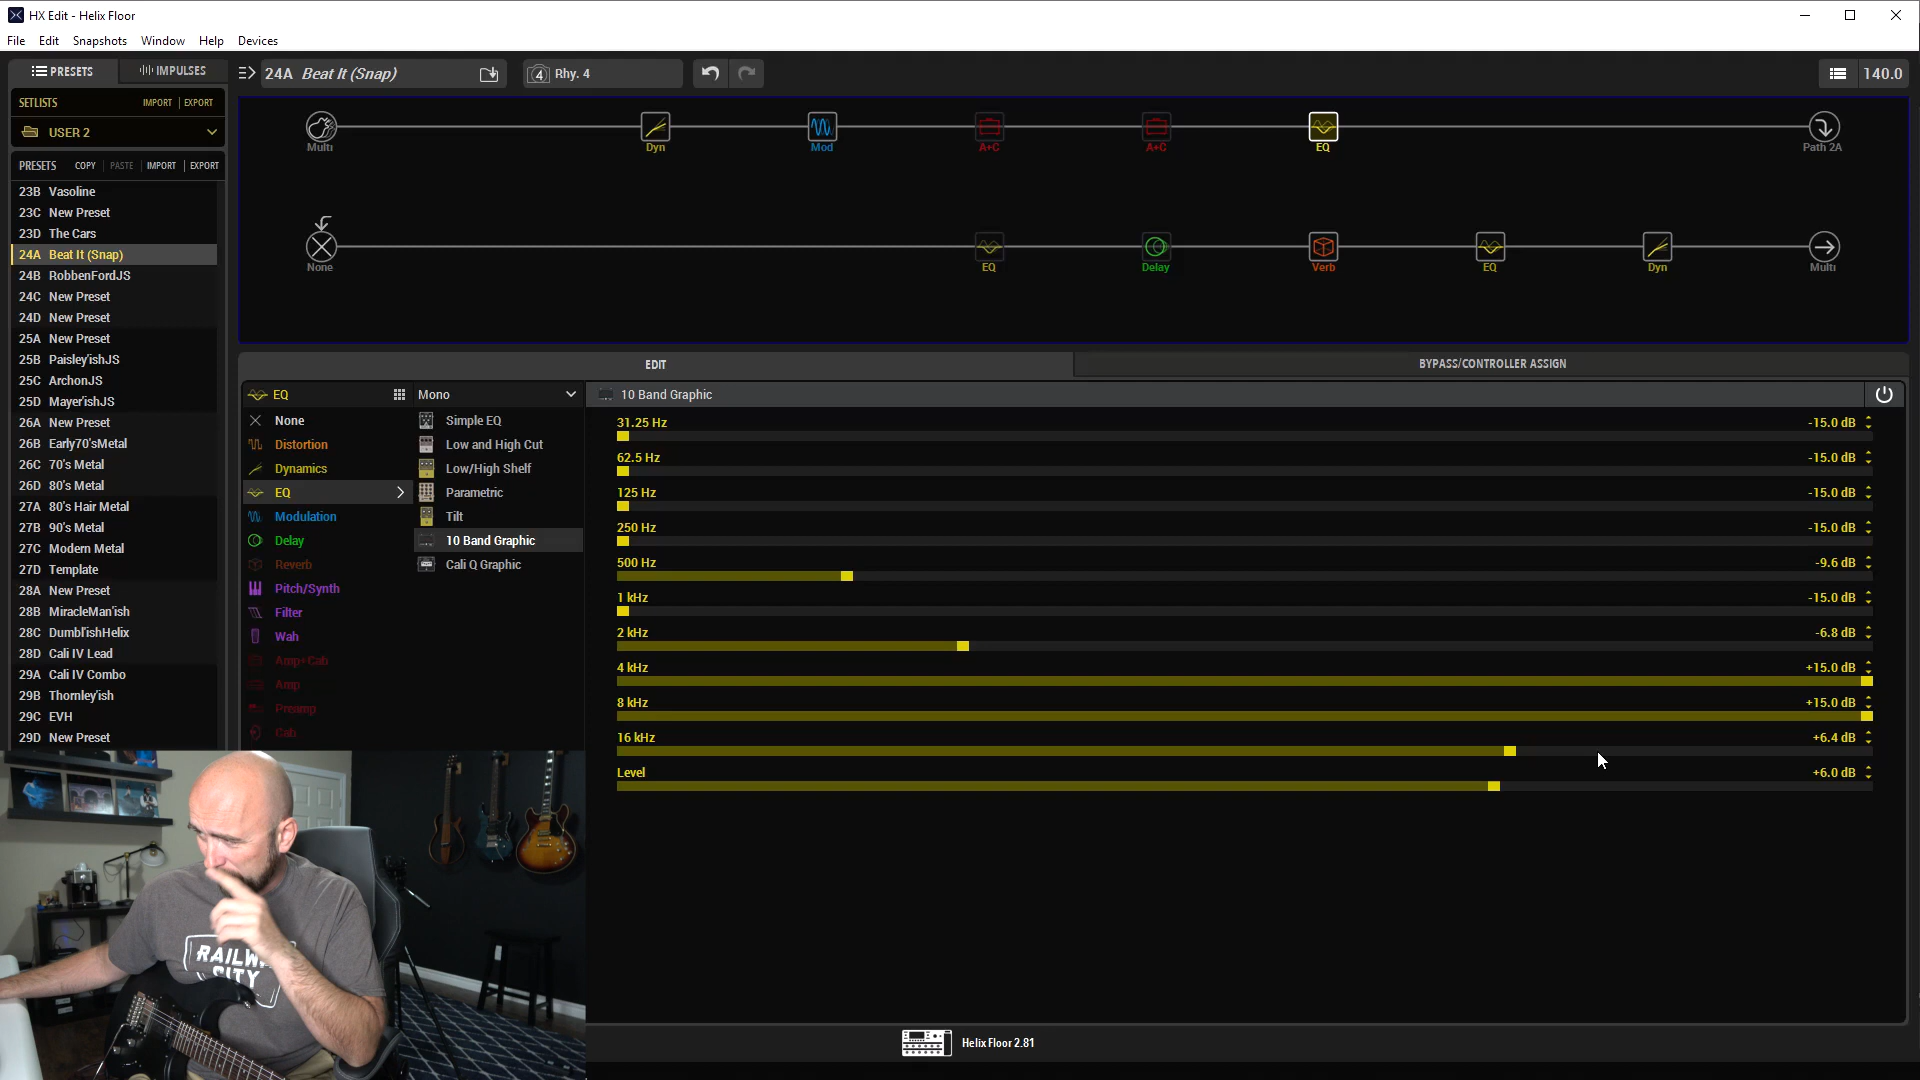 HX Edit - Helix Floor
File Edit Snapshots Window Help Devices
PRESETS IMPULSES
24A Beat It (Snap)
4 Rhy. 4
140.0
SETLISTS IMPORT | EXPORT
USER 2
PRESETS COPY PASTE IMPORT EXPORT
23B Vasoline
23C New Preset
23D The Cars
24A Beat It (Snap)
24B RobbenFordJS
24C New Preset
24D New Preset
25A New Preset
25B Paisley'ishJS
25C ArchonJS
25D Mayer'ishJS
26A New Preset
26B Early70'sMetal
26C 70's Metal
26D 80's Metal
27A 80's Hair Metal
27B 90's Metal
27C Modern Metal
27D Template
28A New Preset
28B MiracleMan'ish
28C Dumbl'ishHelix
28D Cali IV Lead
29A Cali IV Combo
29B Thornley'ish
29C EVH
29D New Preset
Multi Dyn Mod A+C A+C EQ Path 2A
None EQ Delay Verb EQ Dyn Multi
EDIT BYPASS/CONTROLLER ASSIGN
EQ Mono
None
Distortion
Dynamics
EQ
Modulation
Delay
Reverb
Pitch/Synth
Filter
Wah
Amp+Cab
Amp
Preamp
Cab
Simple EQ
Low and High Cut
Low/High Shelf
Parametric
Tilt
10 Band Graphic
Cali Q Graphic
10 Band Graphic
31.25 Hz -15.0 dB
62.5 Hz -15.0 dB
125 Hz -15.0 dB
250 Hz -15.0 dB
500 Hz -9.6 dB
1 kHz -15.0 dB
2 kHz -6.8 dB
4 kHz +15.0 dB
8 kHz +15.0 dB
16 kHz +6.4 dB
Level +6.0 dB
Helix Floor 2.81
CITY